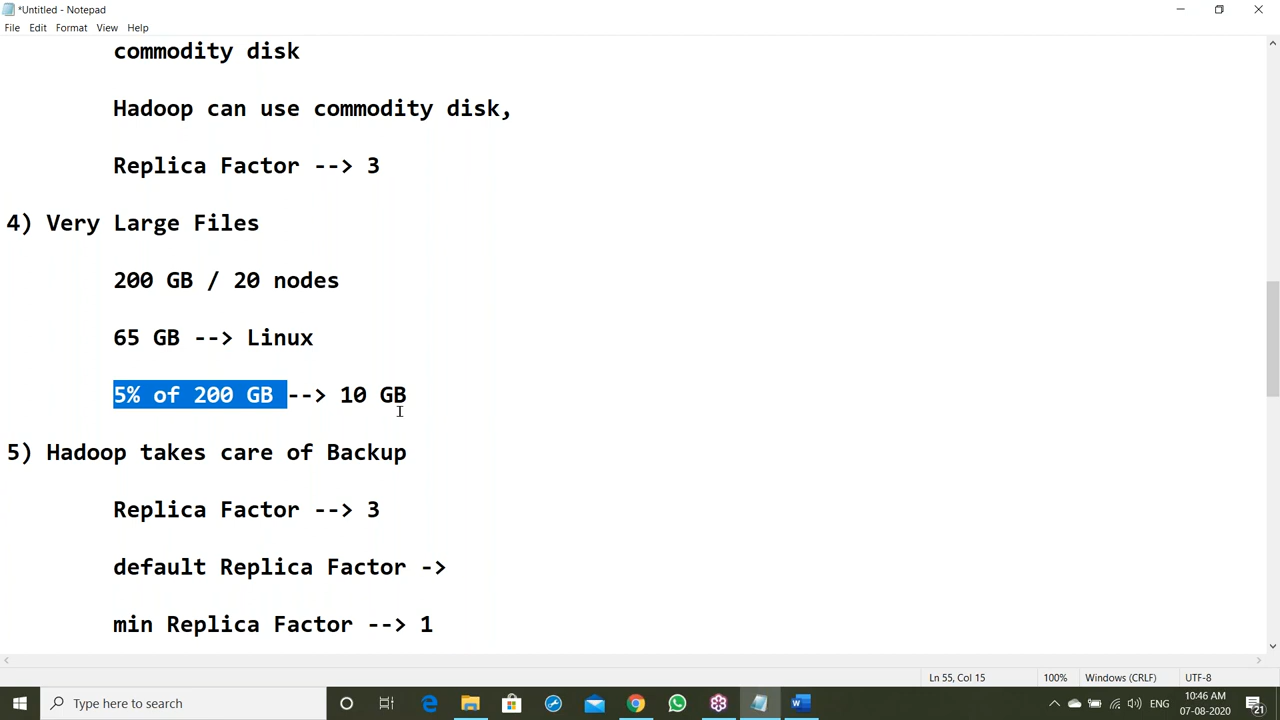 *Untitled - Notepad
File Edit Format View Help
commodity disk
Hadoop can use commodity disk,
Replica Factor --> 3
4) Very Large Files
200 GB / 20 nodes
65 GB --> Linux
5% of 200 GB --> 10 GB
5) Hadoop takes care of Backup
Replica Factor --> 3
default Replica Factor ->
min Replica Factor --> 1
Ln 55, Col 15 100% Windows (CRLF) UTF-8
Type here to search
ENG
10:46 AM
07-08-2020
21